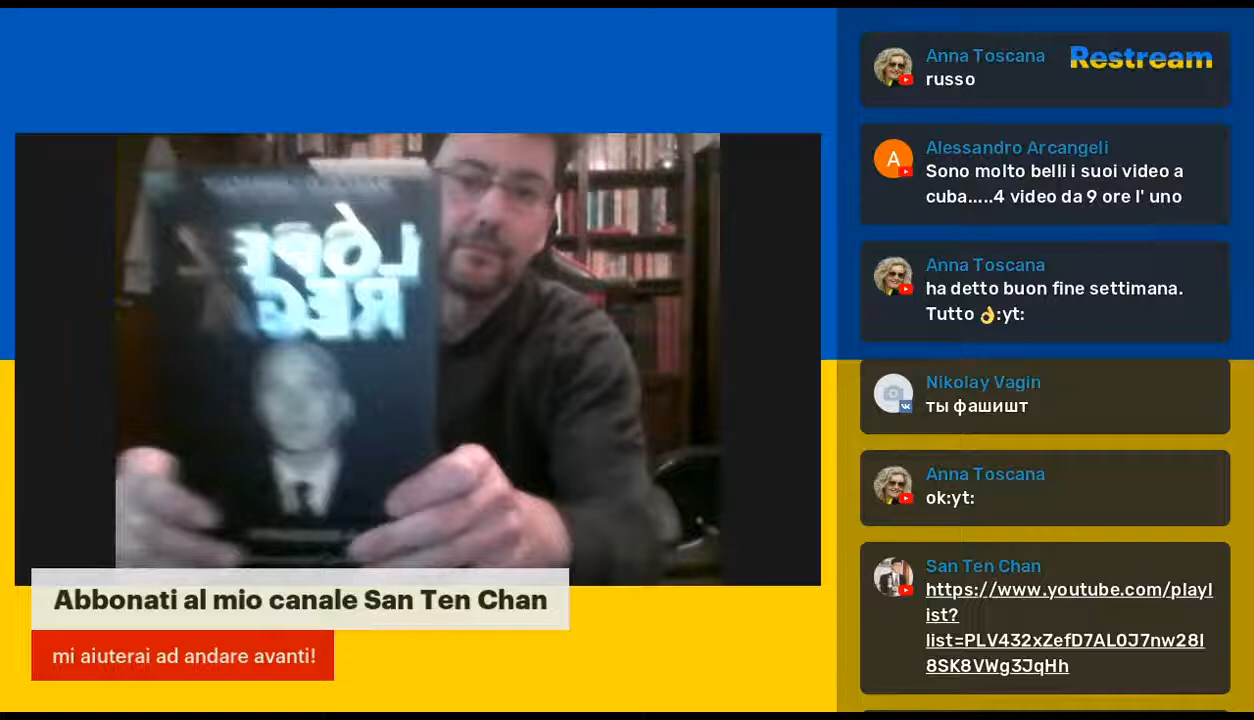 LÓPE
REG
Abbonati al mio canale San Ten Chan
mi aiuterai ad andare avanti!
Restream
Anna Toscana
russo
Alessandro Arcangeli
Sono molto belli i suoi video a
cuba.....4 video da 9 ore l' uno
Anna Toscana
ha detto buon fine settimana.
Tutto 👌:yt:
Nikolay Vagin
ты фашишт
Anna Toscana
ok:yt:
San Ten Chan
https://www.youtube.com/playl
ist?
list=PLV432xZefD7AL0J7nw28I
8SK8VWg3JqHh